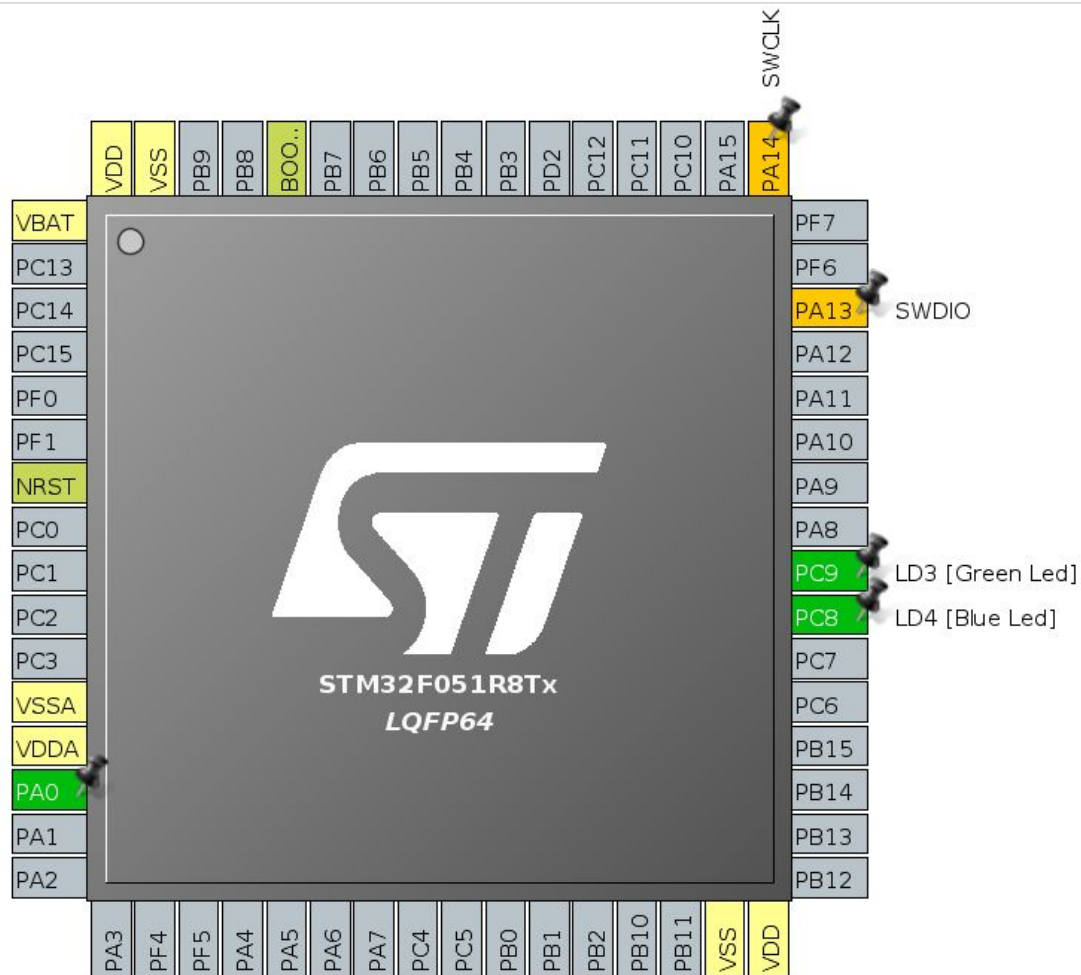 SWCLK
VDD
VSS
PB9
PB8
BOO..
PB7
PB6
PB5
PB4
PB3
PD2
PC12
PC11
PC10
PA15
PA14
VBAT
PC13
PC14
PC15
PF0
PF1
NRST
PC0
PC1
PC2
PC3
VSSA
VDDA
PA0
PA1
PA2
PF7
PF6
PA13 SWDIO
PA12
PA11
PA10
PA9
PA8
PC9 LD3 [Green Led]
PC8 LD4 [Blue Led]
PC7
PC6
PB15
PB14
PB13
PB12
ST
STM32F051R8Tx
LQFP64
PA3
PF4
PF5
PA4
PA5
PA6
PA7
PC4
PC5
PB0
PB1
PB2
PB10
PB11
VSS
VDD